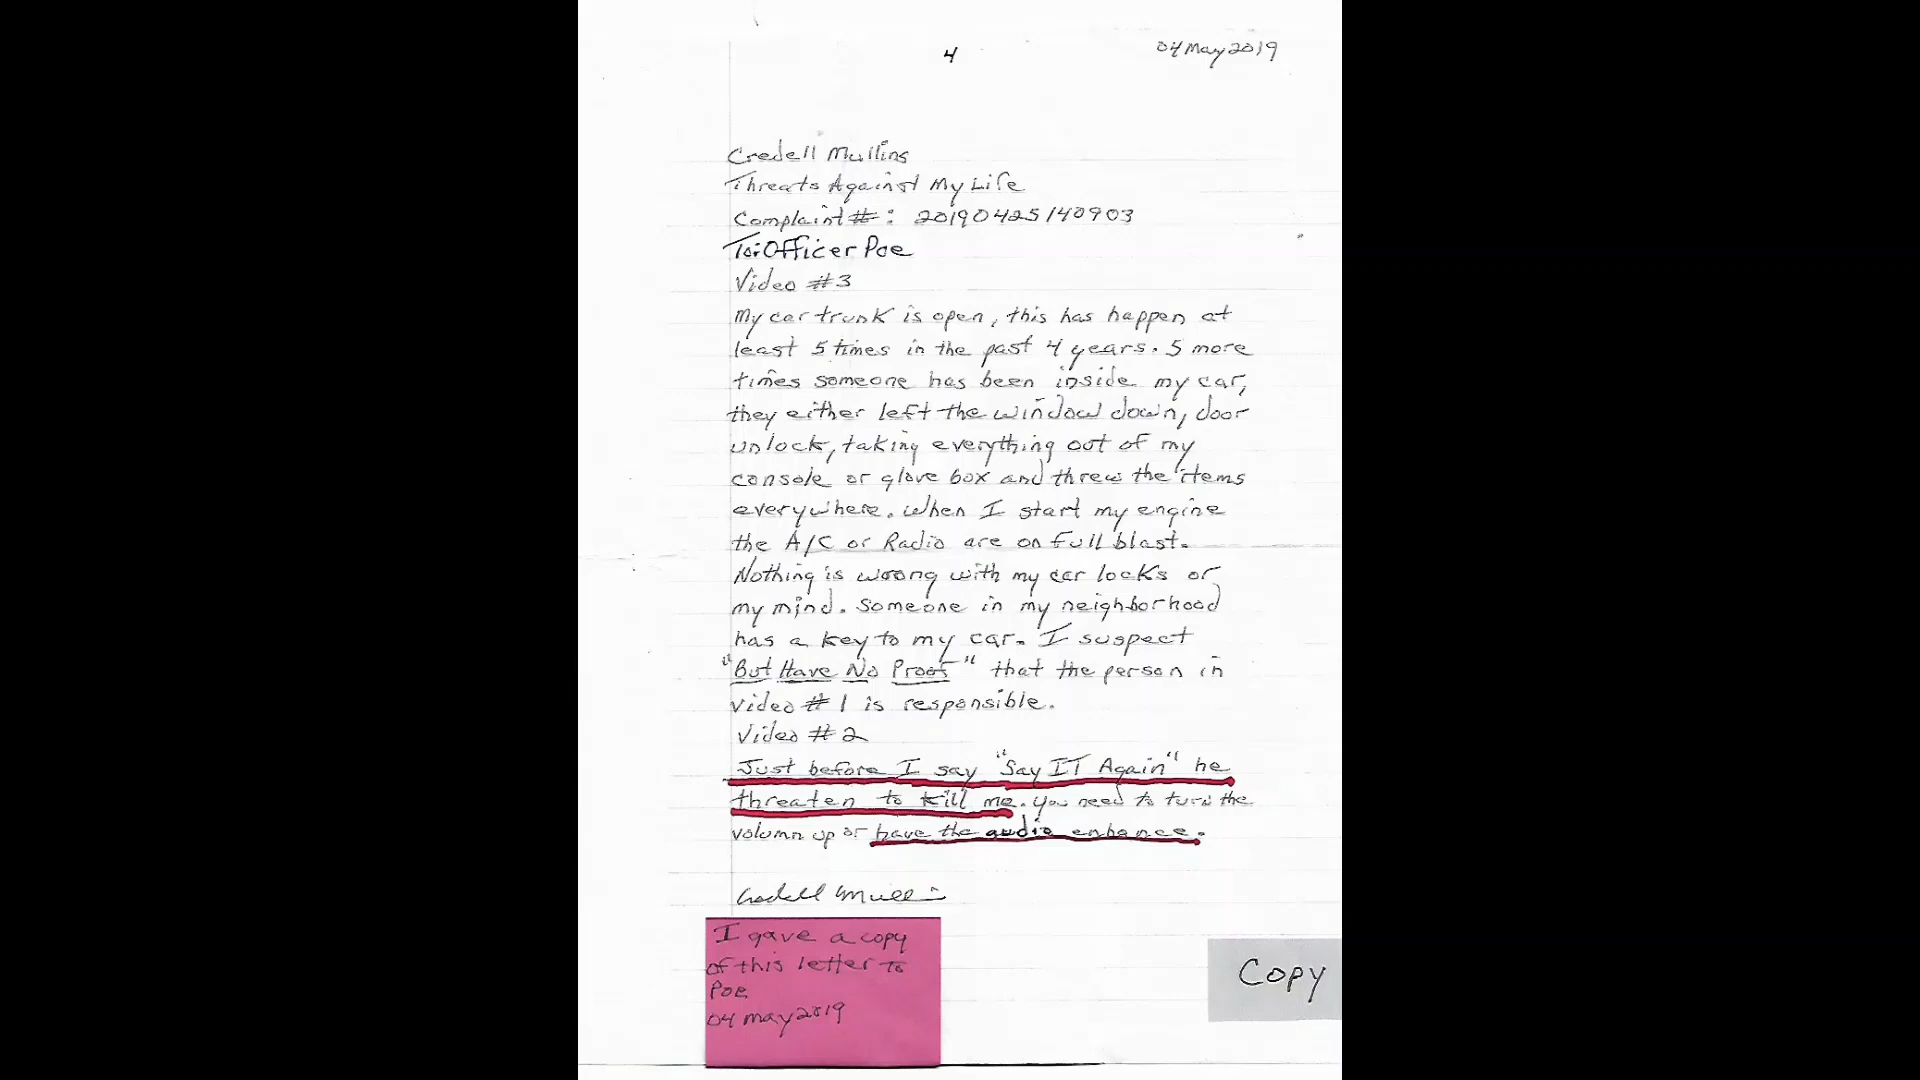 4
04 May 2019
Credell Mullins
Threats Against My Life
Complaint #: 20190425140903
To: Officer Poe
Video #3
My car trunk is open, this has happen at
least 5 times in the past 4 years. 5 more
times someone has been inside my car,
they either left the window down, door
unlock, taking everything out of my
console or glove box and threw the items
everywhere. When I start my engine
the A/C or Radio are on full blast.
Nothing is wrong with my car locks or
my mind. Someone in my neighborhood
has a key to my car. I suspect
"But Have No Proof" that the person in
video #1 is responsible.
Video #2
Just before I say "Say IT Again" he
threaten to kill me. you need to turn the
volumn up or have the audio enhance.
Credell Mullins
I gave a copy
of this letter to
Poe
04 May 2019
Copy